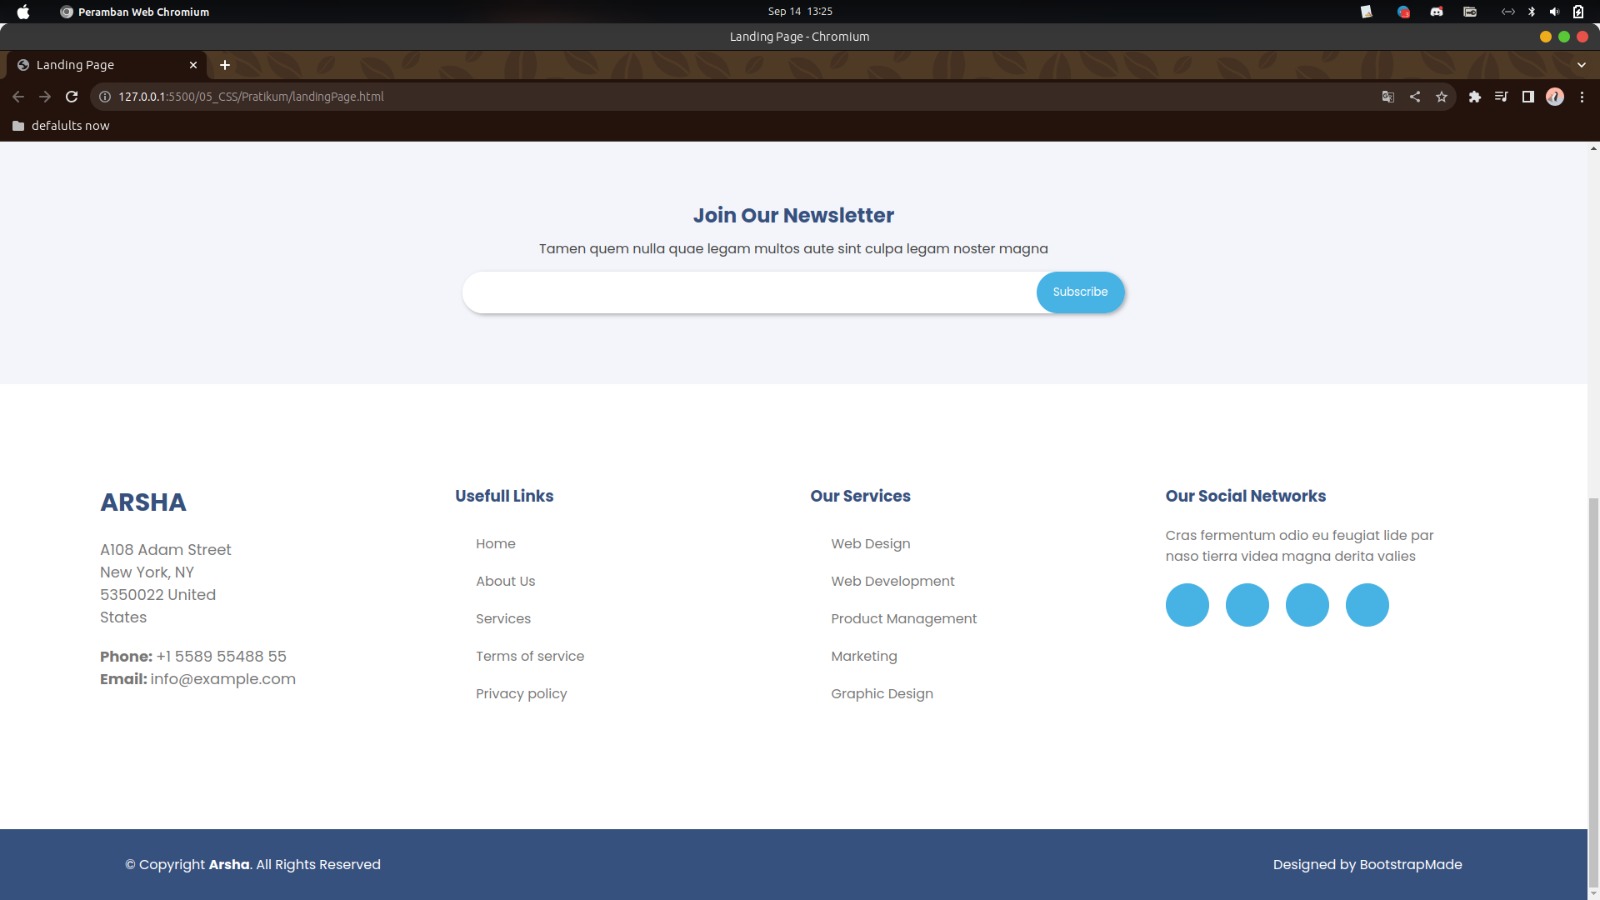 Peramban Web Chromium
Sep 14 13:25
Landing Page - Chromium
Landing Page
127.0.0.1:5500/05_CSS/Pratikum/landingPage.html
defalults now
Join Our Newsletter
Tamen quem nulla quae legam multos aute sint culpa legam noster magna
Subscribe
ARSHA
A108 Adam Street
New York, NY
5350022 United
States
Phone: +1 5589 55488 55
Email: info@example.com
Usefull Links
Home
About Us
Services
Terms of service
Privacy policy
Our Services
Web Design
Web Development
Product Management
Marketing
Graphic Design
Our Social Networks
Cras fermentum odio eu feugiat lide par
naso tierra videa magna derita valies
© Copyright Arsha. All Rights Reserved
Designed by BootstrapMade